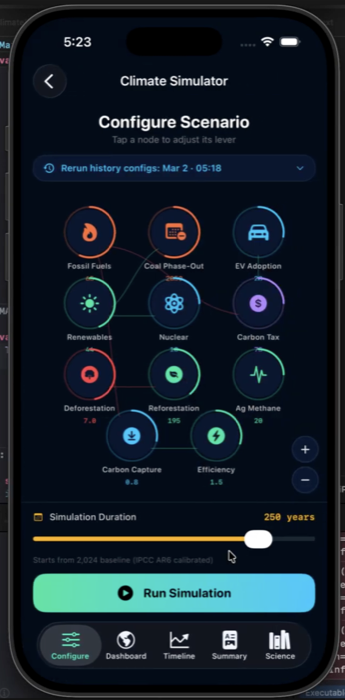 5:23
Climate Simulator
Configure Scenario
Tap a node to adjust its lever
Rerun history configs: Mar 2 · 05:18
Fossil Fuels
Coal Phase-Out
EV Adoption
Renewables
Nuclear
Carbon Tax
Deforestation
Reforestation
Ag Methane
7.0
195
20
Carbon Capture
Efficiency
0.8
1.5
Simulation Duration
250 years
Starts from 2,024 baseline (IPCC AR6 calibrated)
Run Simulation
Configure
Dashboard
Timeline
Summary
Science